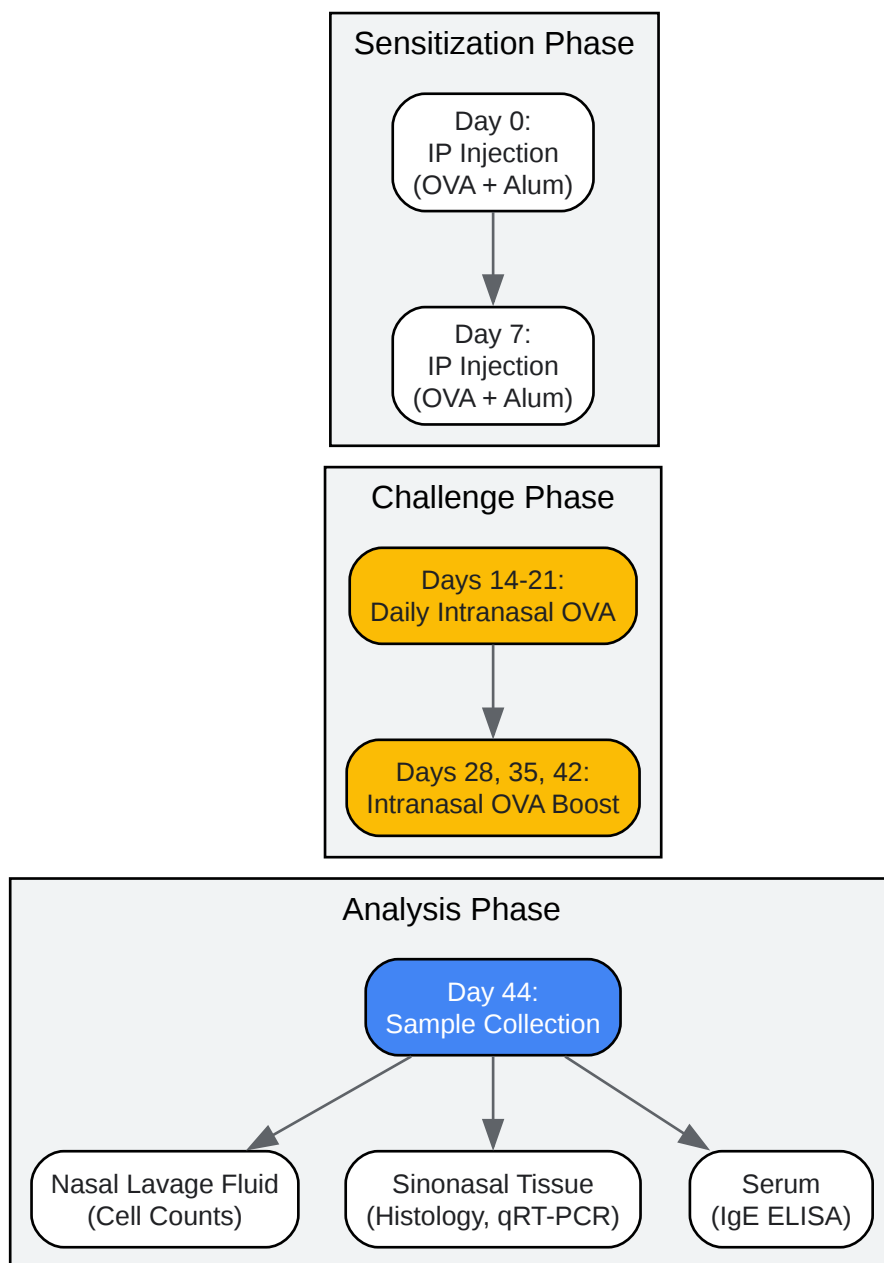 Sensitization Phase
Day 0:
IP Injection
(OVA + Alum)
Day 7:
IP Injection
(OVA + Alum)
Challenge Phase
Days 14-21:
Daily Intranasal OVA
Days 28, 35, 42:
Intranasal OVA Boost
Analysis Phase
Day 44:
Sample Collection
Nasal Lavage Fluid
(Cell Counts)
Sinonasal Tissue
(Histology, qRT-PCR)
Serum
(IgE ELISA)